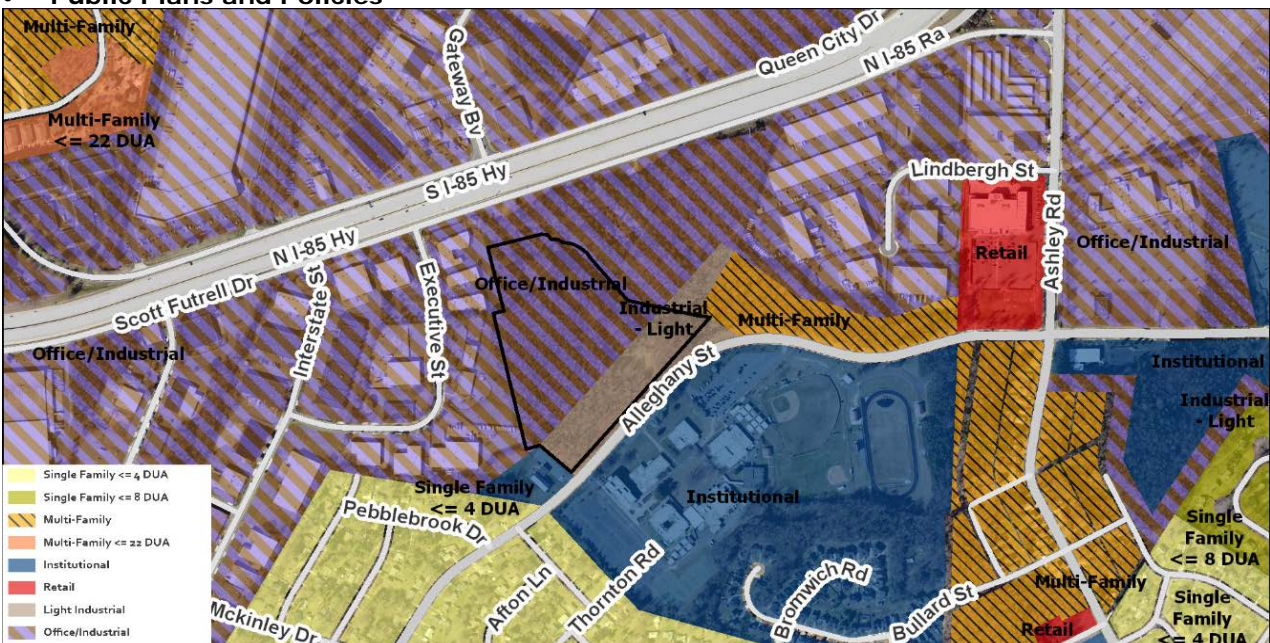 • Public Plans and Policies
Multi-Family
Multi-Family
<= 22 DUA
Gateway Bv
Queen City Dr
N I-85 Ra
S I-85 Hy
N I-85 Hy
Scott Futrell Dr
Lindbergh St
Ashley Rd
Retail
Office/Industrial
Office/Industrial
Office/Industrial
Interstate St
Executive St
Industrial
- Light
Multi-Family
Alleghany St
Institutional
Industrial
- Light
Institutional
Single Family
<= 4 DUA
Pebblebrook Dr
Afton Ln
Thornton Rd
Mckinley Dr
Bromwich Rd
Bullard St
Multi-Family
Retail
Single
Family
<= 8 DUA
Single
Family
<= 4 DUA
Single Family <= 4 DUA
Single Family <= 8 DUA
Multi-Family
Multi-Family <= 22 DUA
Institutional
Retail
Light Industrial
Office/Industrial